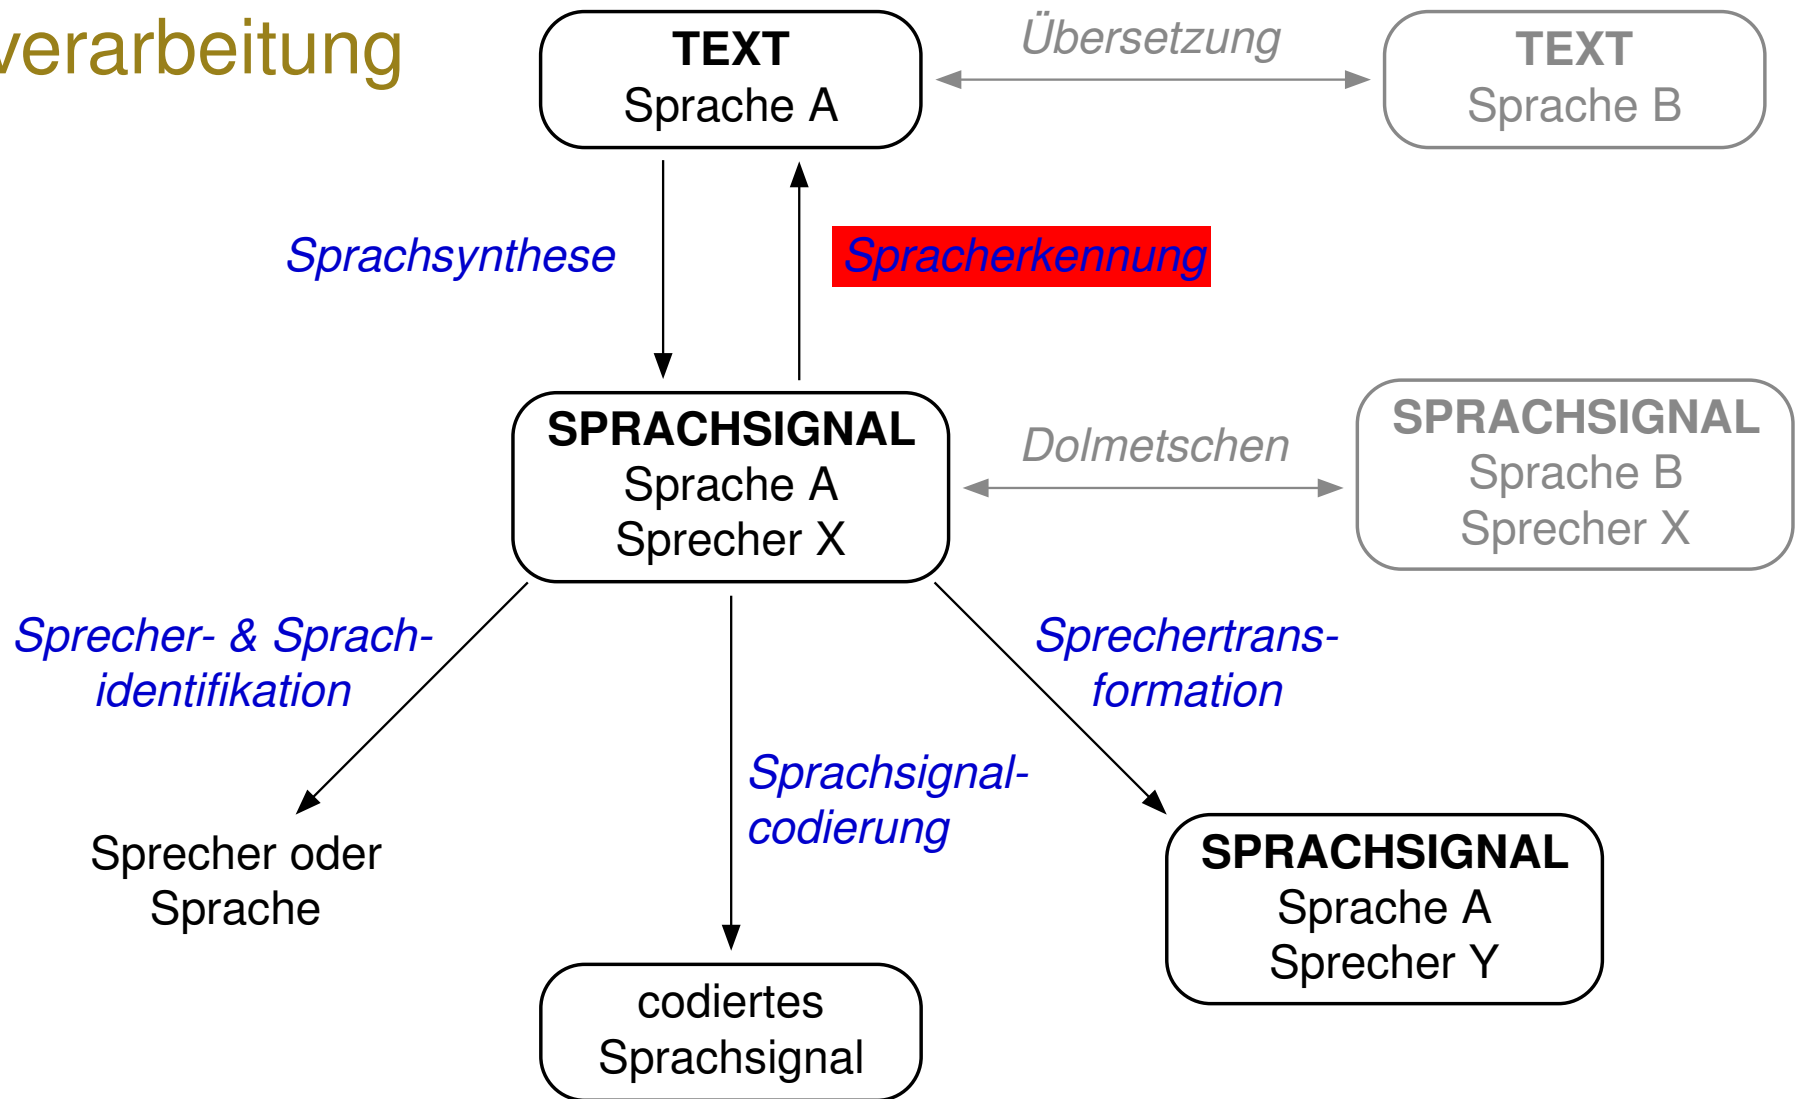 verarbeitung
TEXT
Sprache A
Übersetzung
TEXT
Sprache B
Sprachsynthese
Spracherkennung
SPRACHSIGNAL
Sprache A
Sprecher X
Dolmetschen
SPRACHSIGNAL
Sprache B
Sprecher X
Sprecher- & Sprach-
identifikation
Sprechertrans-
formation
Sprachsignal-
codierung
Sprecher oder
Sprache
SPRACHSIGNAL
Sprache A
Sprecher Y
codiertes
Sprachsignal